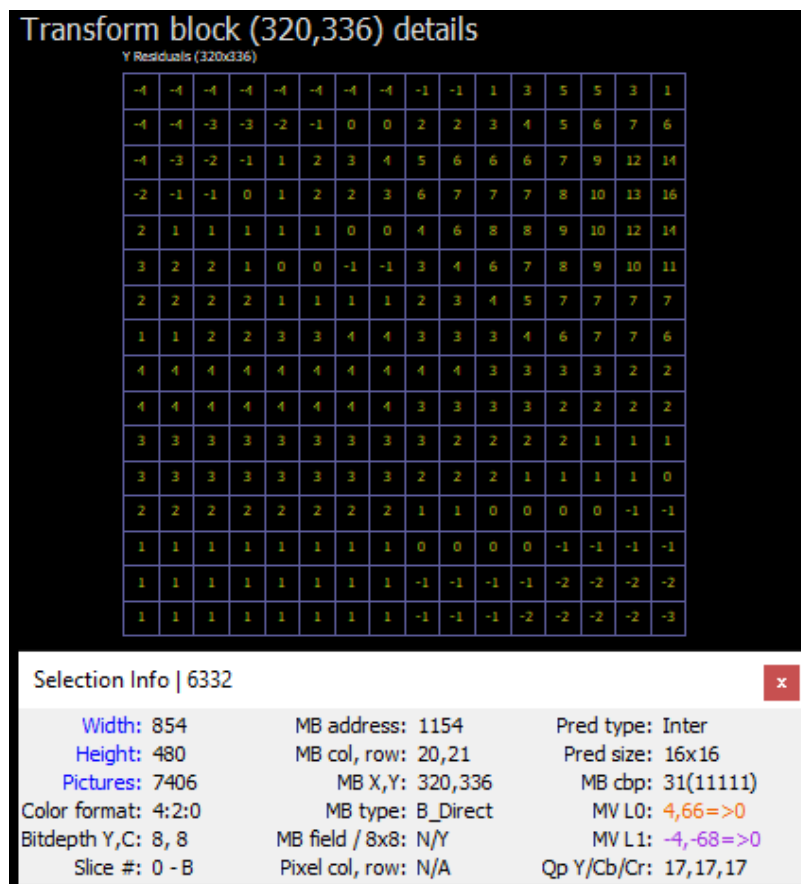 Transform block (320,336) details
Y Residuals (320x336)
-4 -4 -4 -4 -4 -4 -4 -4 -1 -1 1 3 5 5 3 1
-4 -4 -3 -3 -2 -1 0 0 2 2 3 4 5 6 7 6
-4 -3 -2 -1 1 2 3 4 5 6 6 6 7 9 12 14
-2 -1 -1 0 1 2 2 3 6 7 7 7 8 10 13 16
2 1 1 1 1 1 0 0 4 6 8 8 9 10 12 14
3 2 2 1 0 0 -1 -1 3 4 6 7 8 9 10 11
2 2 2 2 1 1 1 1 2 3 4 5 7 7 7 7
1 1 2 2 3 3 4 4 3 3 3 4 6 7 7 6
4 4 4 4 4 4 4 4 4 4 3 3 3 3 2 2
4 4 4 4 4 4 4 4 3 3 3 3 2 2 2 2
3 3 3 3 3 3 3 3 3 2 2 2 2 1 1 1
3 3 3 3 3 3 3 3 2 2 2 1 1 1 1 0
2 2 2 2 2 2 2 2 1 1 0 0 0 0 -1 -1
1 1 1 1 1 1 1 1 0 0 0 0 -1 -1 -1 -1
1 1 1 1 1 1 1 1 -1 -1 -1 -1 -2 -2 -2 -2
1 1 1 1 1 1 1 1 -1 -1 -1 -2 -2 -2 -2 -3
Selection Info | 6332 x
Width: 854 MB address: 1154 Pred type: Inter
Height: 480 MB col, row: 20,21 Pred size: 16x16
Pictures: 7406 MB X,Y: 320,336 MB cbp: 31(11111)
Color format: 4:2:0 MB type: B_Direct MV L0: 4,66=>0
Bitdepth Y,C: 8, 8 MB field / 8x8: N/Y MV L1: -4,-68=>0
Slice #: 0 - B Pixel col, row: N/A Qp Y/Cb/Cr: 17,17,17